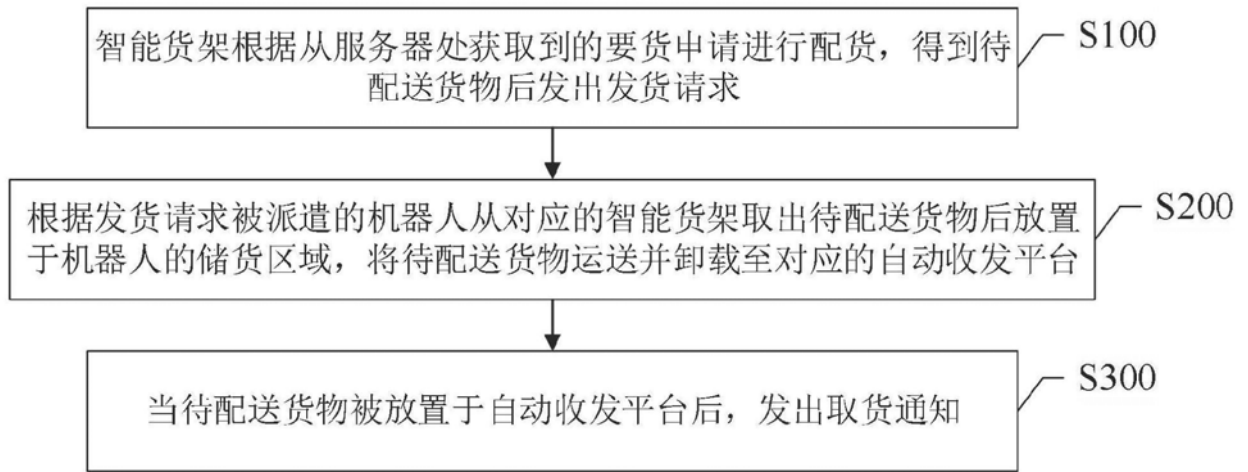 智能货架根据从服务器处获取到的要货申请进行配货，得到待
配送货物后发出发货请求
S100
根据发货请求被派遣的机器人从对应的智能货架取出待配送货物后放置
于机器人的储货区域，将待配送货物运送并卸载至对应的自动收发平台
S200
当待配送货物被放置于自动收发平台后，发出取货通知
S300